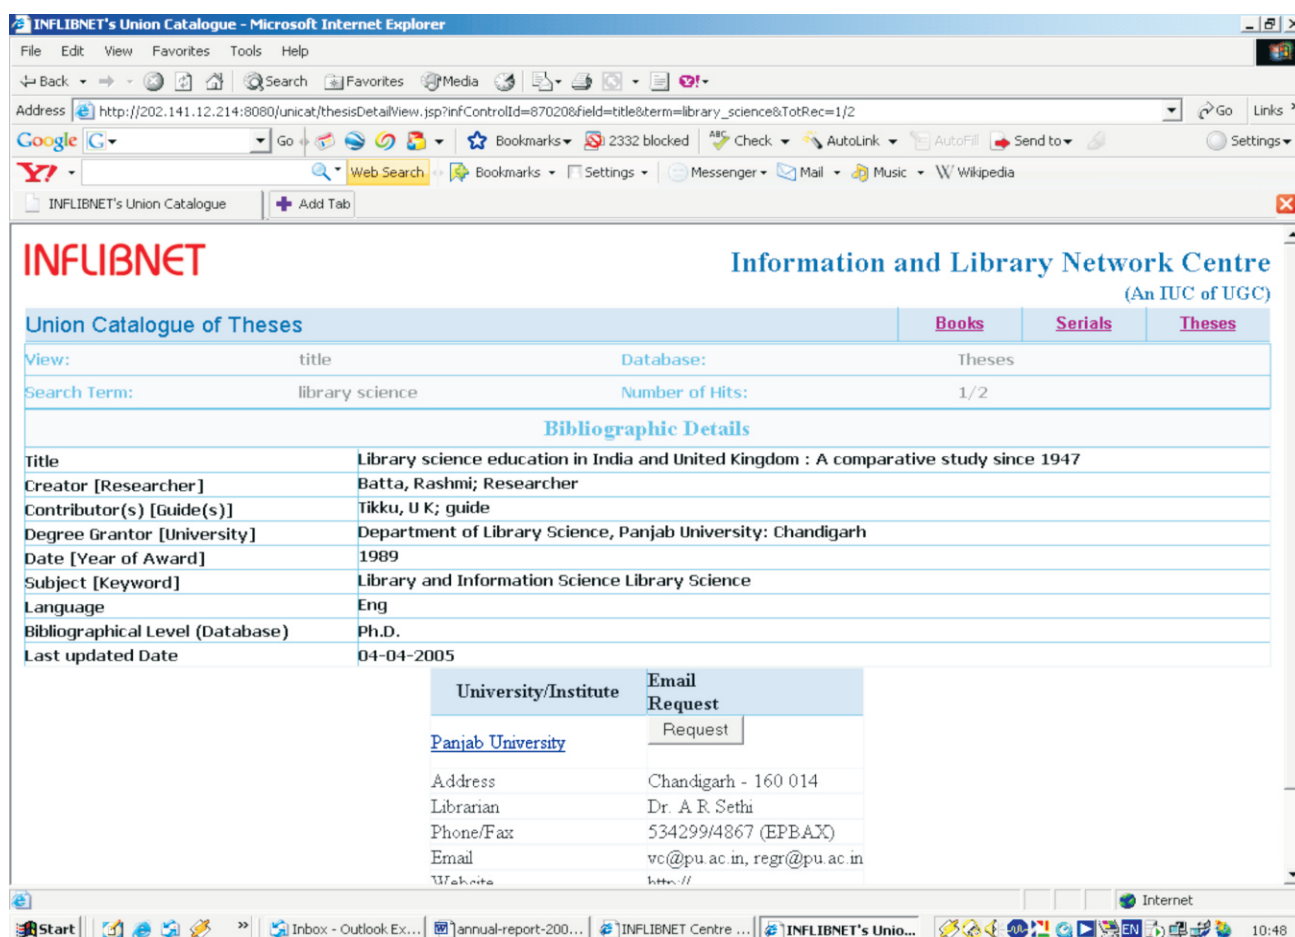 INFLIBNET's Union Catalogue - Microsoft Internet Explorer
File Edit View Favorites Tools Help
Back Search Favorites Media
Address http://202.141.12.214:8080/unicat/thesisDetailView.jsp?infControlId=87020&field=title&term=library_science&TotRec=1/2 Go Links
Google G Go Bookmarks 2332 blocked ABC Check AutoLink AutoFill Send to Settings
Y! Web Search Bookmarks Settings Messenger Mail Music W Wikipedia
INFLIBNET's Union Catalogue Add Tab
INFLIBNET
Information and Library Network Centre
(An IUC of UGC)
Union Catalogue of Theses Books Serials Theses
View: title Database: Theses
Search Term: library science Number of Hits: 1/2
Bibliographic Details
Title Library science education in India and United Kingdom : A comparative study since 1947
Creator [Researcher] Batta, Rashmi; Researcher
Contributor(s) [Guide(s)] Tikku, U K; guide
Degree Grantor [University] Department of Library Science, Panjab University: Chandigarh
Date [Year of Award] 1989
Subject [Keyword] Library and Information Science Library Science
Language Eng
Bibliographical Level (Database) Ph.D.
Last updated Date 04-04-2005
University/Institute Email Request
Panjab University Request
Address Chandigarh - 160 014
Librarian Dr. A R Sethi
Phone/Fax 534299/4867 (EPBAX)
Email vc@pu.ac.in, regr@pu.ac.in
Website http://
Internet
Start Inbox - Outlook Ex... annual-report-200... INFLIBNET Centre ... INFLIBNET's Unio... EN 10:48